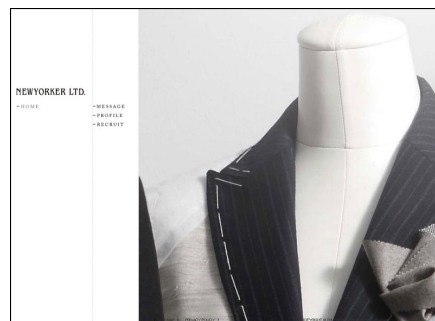 NEWYORKER LTD.
-HOME
-MESSAGE
-PROFILE
-RECRUIT